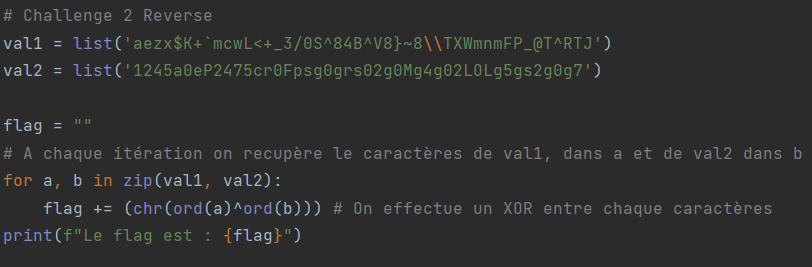 # Challenge 2 Reverse
val1 = list('aezx$K+`mcwL<+_3/0S^84B^V8}~8\\TXWmnmFP_@T^RTJ')
val2 = list('1245a0eP2475cr0Fpsg0grs02g0Mg4g02LOLg5gs2g0g7')
flag = ""
# A chaque itération on recupère le caractères de val1, dans a et de val2 dans b
for a, b in zip(val1, val2):
    flag += (chr(ord(a)^ord(b))) # On effectue un XOR entre chaque caractères
print(f"Le flag est : {flag}")